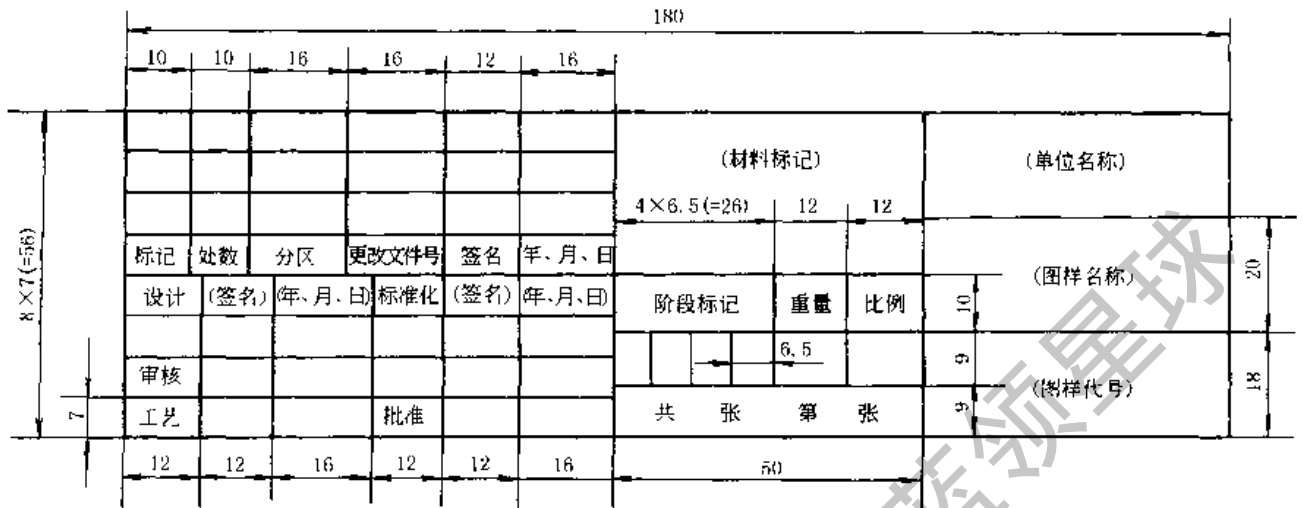 180
10 10 16 16 12 16
(材料标记) (单位名称)
4×6.5(=26) 12 12
8×7(=56)
标记 处数 分区 更改文件号 签名 年、月、日
设计 (签名) (年、月、日) 标准化 (签名) (年、月、日)
阶段标记 重量 比例 10 (图样名称) 20
6.5 9
审核
(图样代号) 18
7 工艺 批准 共 张 第 张 9
12 12 16 12 12 16 50
蓝领星球